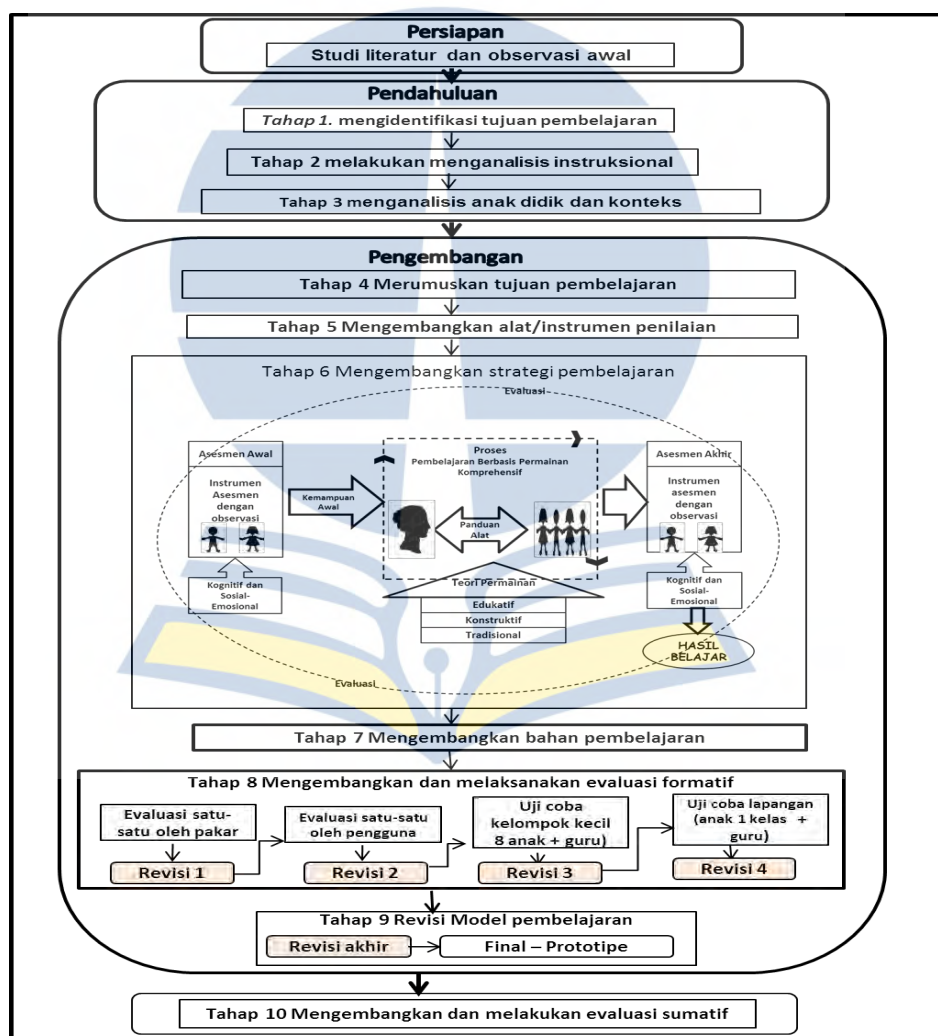 Persiapan
Studi literatur dan observasi awal
Pendahuluan
Tahap 1. mengidentifikasi tujuan pembelajaran
Tahap 2 melakukan menganalisis instruksional
Tahap 3 menganalisis anak didik dan konteks
Pengembangan
Tahap 4 Merumuskan tujuan pembelajaran
Tahap 5 Mengembangkan alat/instrumen penilaian
Tahap 6 Mengembangkan strategi pembelajaran
Evaluasi
Asesmen Awal
Instrumen
Asesmen
dengan
observasi
Kognitif dan
Sosial-
Emosional
Kemampuan
Awal
Proses
Pembelajaran Berbasis Permainan
Komprehensif
Panduan
Alat
Teori Permainan
Edukatif
Konstruktif
Tradisional
Asesmen Akhir
Instrumen
asesmen
dengan
observasi
Kognitif dan
Sosial-
Emosional
HASIL
BELAJAR
Evaluasi
Tahap 7 Mengembangkan bahan pembelajaran
Tahap 8 Mengembangkan dan melaksanakan evaluasi formatif
Evaluasi satu-
satu oleh pakar
Revisi 1
Evaluasi satu-satu
oleh pengguna
Revisi 2
Uji coba
kelompok kecil
8 anak + guru)
Revisi 3
Uji coba lapangan
(anak 1 kelas +
guru)
Revisi 4
Tahap 9 Revisi Model pembelajaran
Revisi akhir
Final – Prototipe
Tahap 10 Mengembangkan dan melakukan evaluasi sumatif